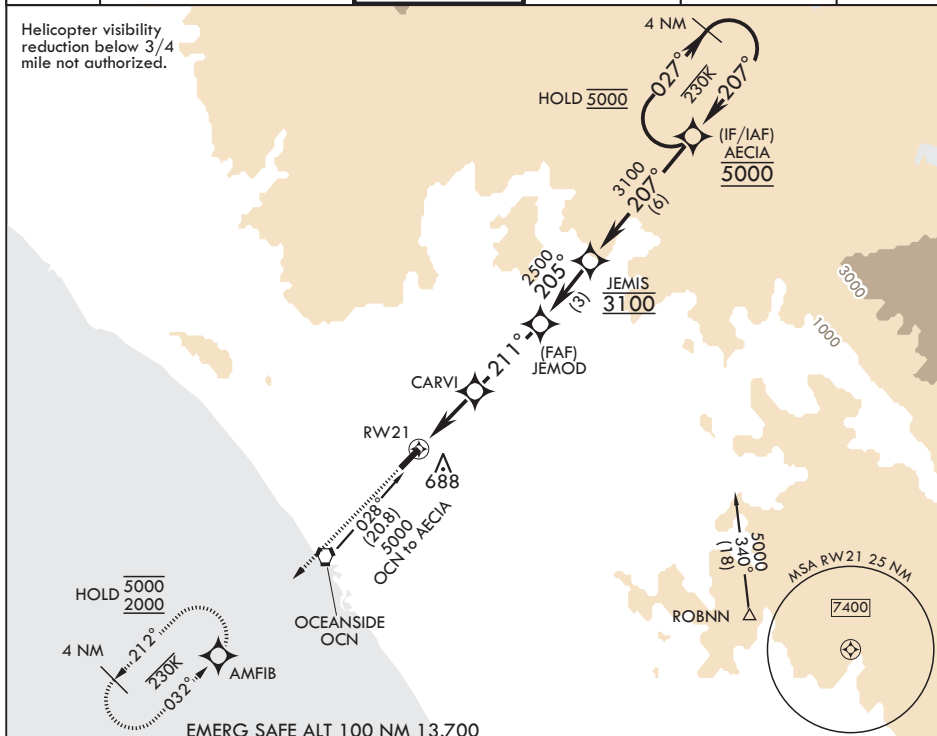 Helicopter visibility
reduction below 3/4
mile not authorized.
4 NM
027°
230K
207°
HOLD 5000
(IF/IAF)
AECIA
5000
3100
207°
(6)
2500
205°
(3)
JEMIS
3100
3000
1000
(FAF)
JEMOD
211°
CARVI
RW21
688
028°
(20.8)
5000
OCN to AECIA
OCEANSIDE
OCN
HOLD 5000
2000
4 NM
212°
230K
032°
AMFIB
5000
340°
(18)
ROBNN
MSA RW21 25 NM
7400
EMERG SAFE ALT 100 NM 13,700